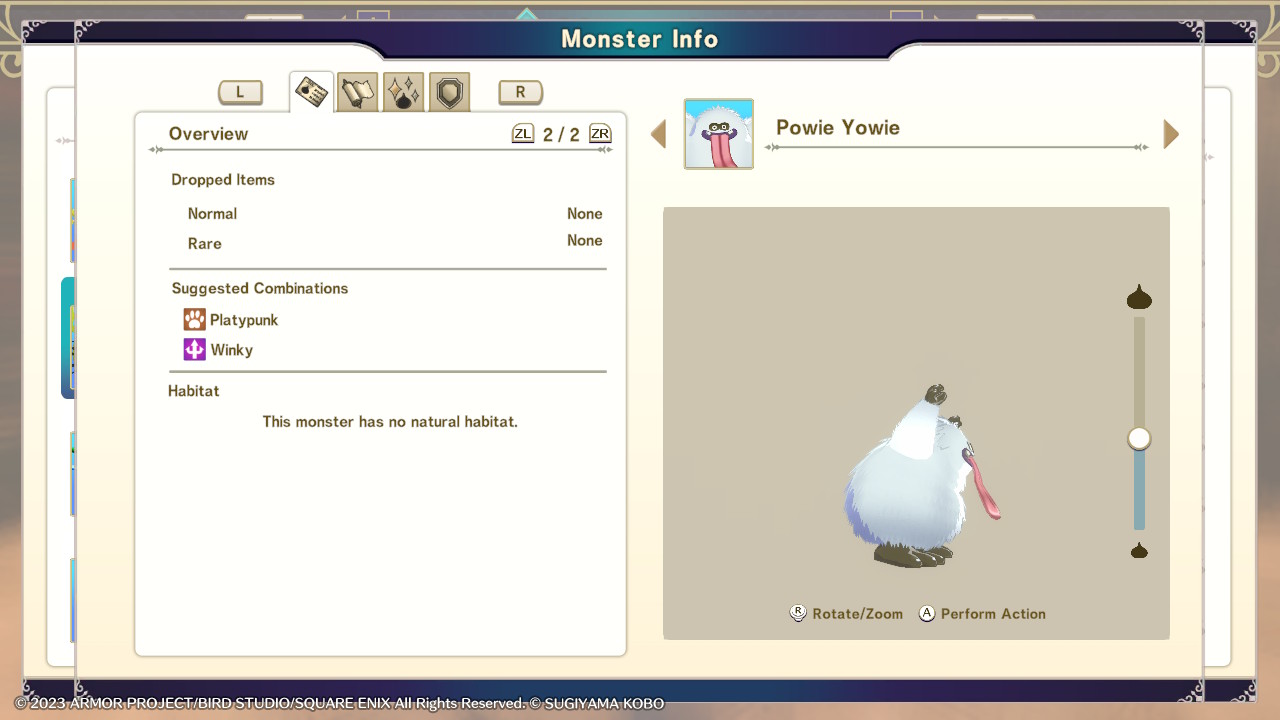 Monster Info
L
R
Overview
ZL 2 / 2 ZR
Powie Yowie
Dropped Items
Normal None
Rare None
Suggested Combinations
Platypunk
Winky
Habitat
This monster has no natural habitat.
R Rotate/Zoom A Perform Action
© 2023 ARMOR PROJECT/BIRD STUDIO/SQUARE ENIX All Rights Reserved. © SUGIYAMA KOBO